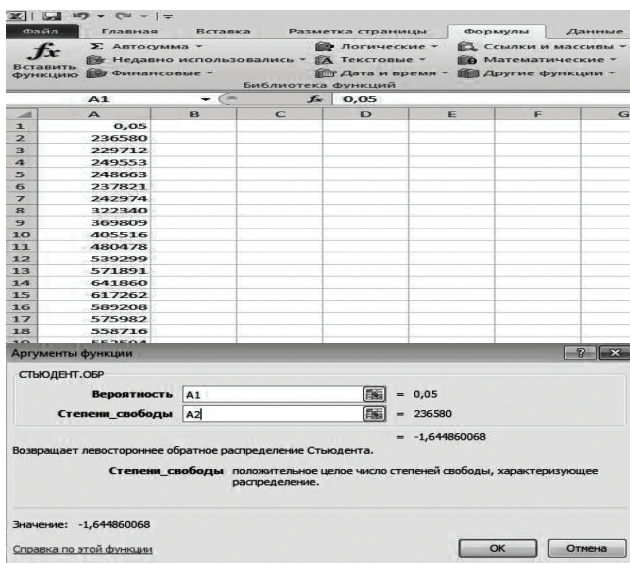 Файл Главная Вставка Разметка страницы Формулы Данные
fx Σ Автосумма Логические Ссылки и массивы
Вставить Недавно использовались Текстовые Математические
функцию Финансовые Дата и время Другие функции
Библиотека функций
A1 fx 0,05
A B C D E F G
1 0,05
2 236580
3 229712
4 249553
5 248663
6 237821
7 242974
8 322340
9 369809
10 405516
11 480478
12 539299
13 571891
14 641860
15 617262
16 589208
17 575982
18 558716
Аргументы функции
СТЬЮДЕНТ.ОБР
Вероятность A1 = 0,05
Степени_свободы A2 = 236580
= -1,644860068
Возвращает левостороннее обратное распределение Стьюдента.
Степени_свободы положительное целое число степеней свободы, характеризующее
распределение.
Значение: -1,644860068
Справка по этой функции OK Отмена